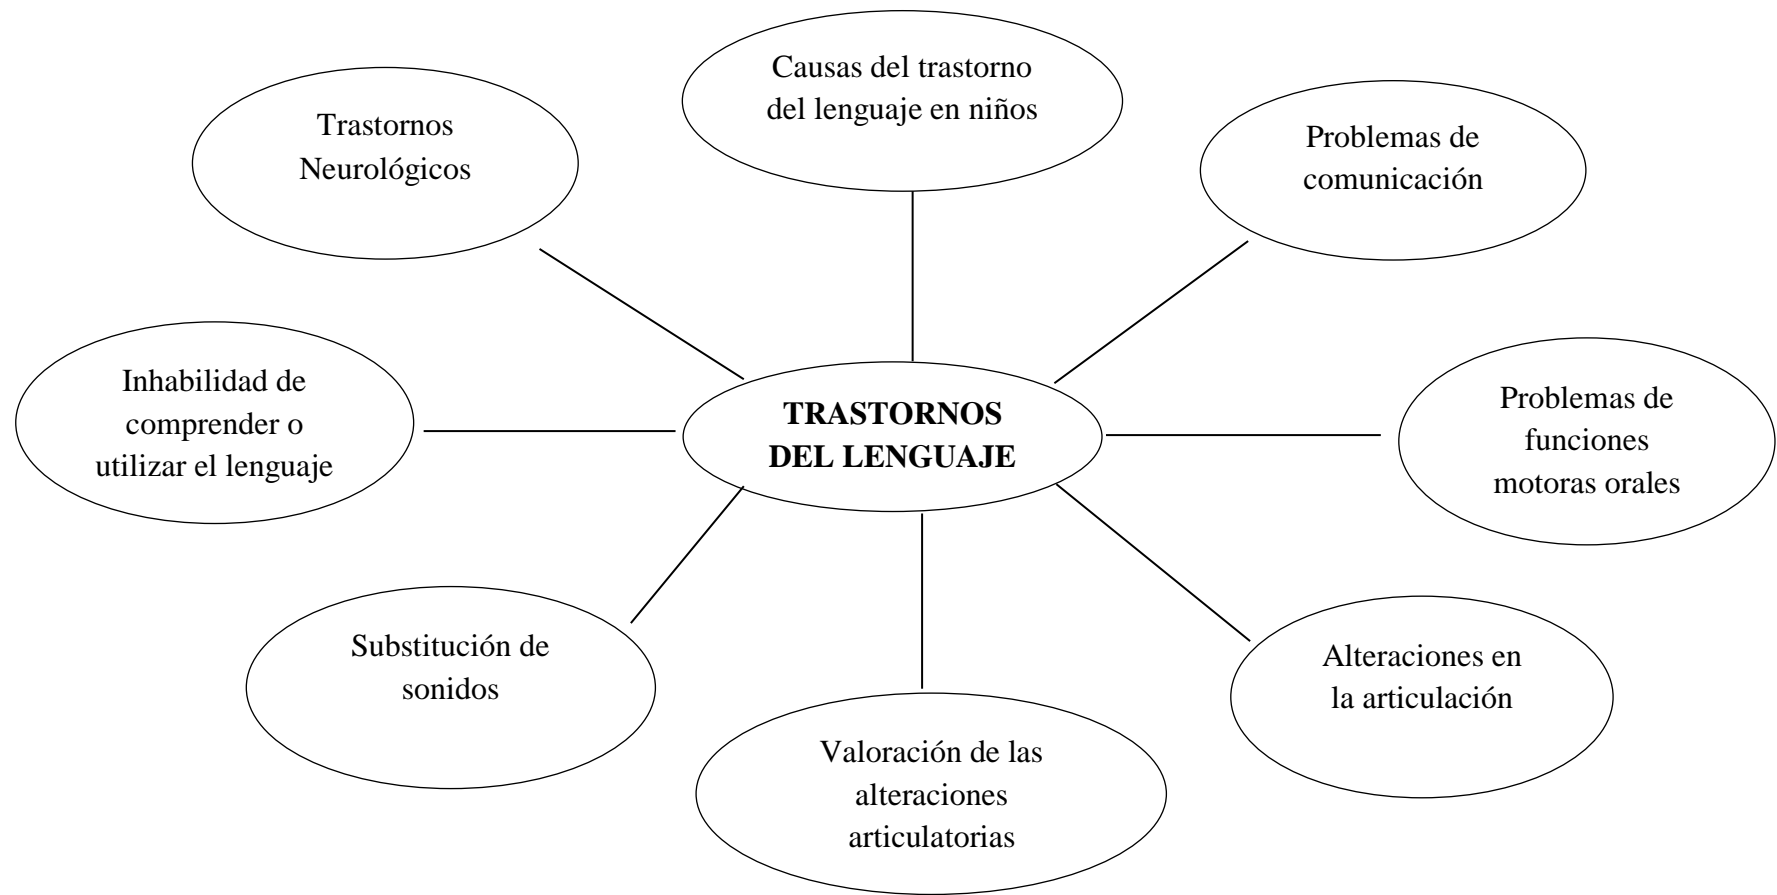 Causas del trastorno
del lenguaje en niños
Trastornos
Neurológicos
Problemas de
comunicación
Inhabilidad de
comprender o
utilizar el lenguaje
TRASTORNOS
DEL LENGUAJE
Problemas de
funciones
motoras orales
Substitución de
sonidos
Alteraciones en
la articulación
Valoración de las
alteraciones
articulatorias